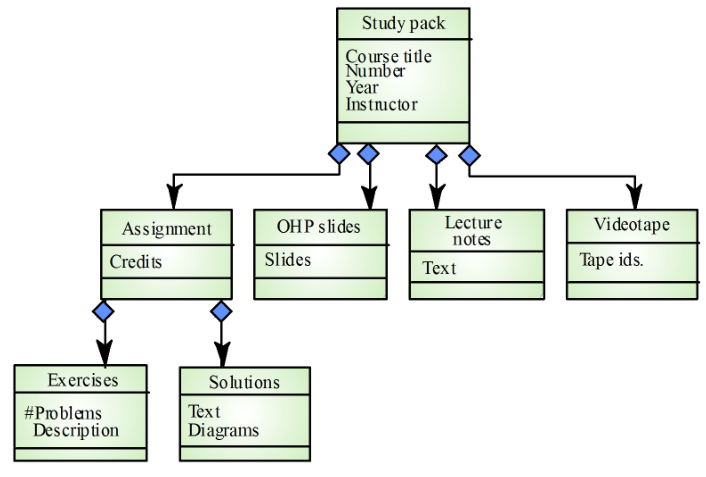 Study pack
Course title
Number
Year
Instructor
Assignment
Credits
OHP slides
Slides
Lecture
notes
Text
Videotape
Tape ids.
Exercises
#Problems
Description
Solutions
Text
Diagrams